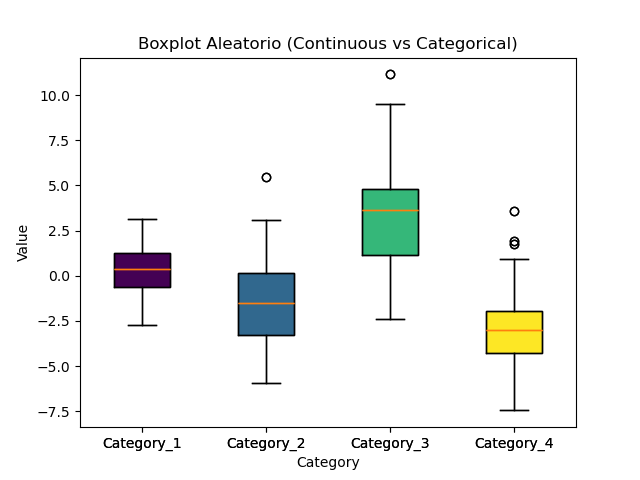 Boxplot Aleatorio (Continuous vs Categorical)
10.0
7.5
5.0
2.5
0.0
−2.5
−5.0
−7.5
Value
Category_1 Category_2 Category_3 Category_4
Category